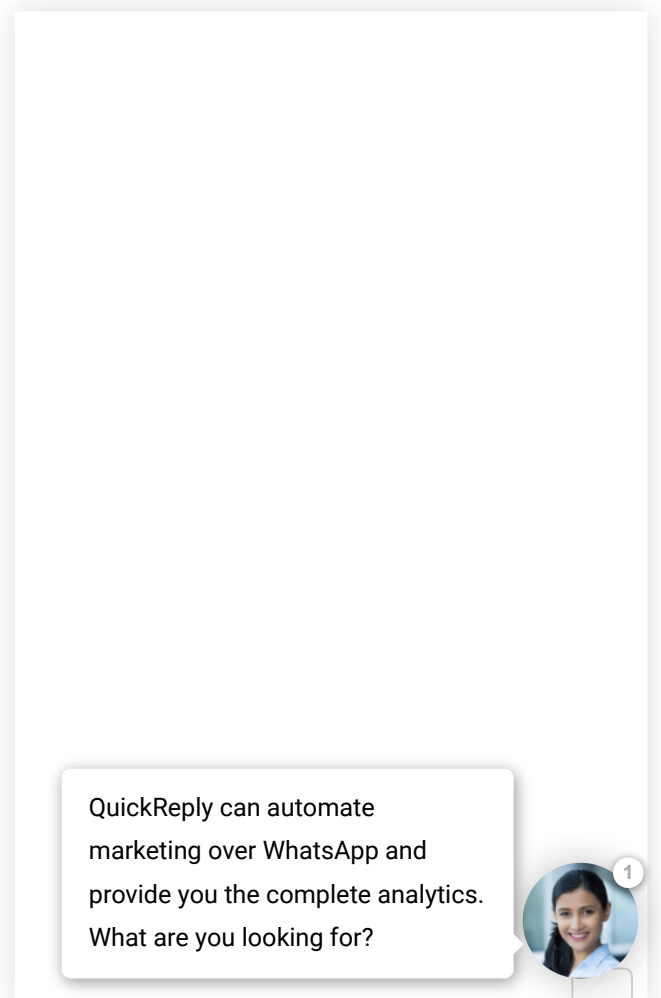 QuickReply can automate
marketing over WhatsApp and
provide you the complete analytics.
What are you looking for?
1